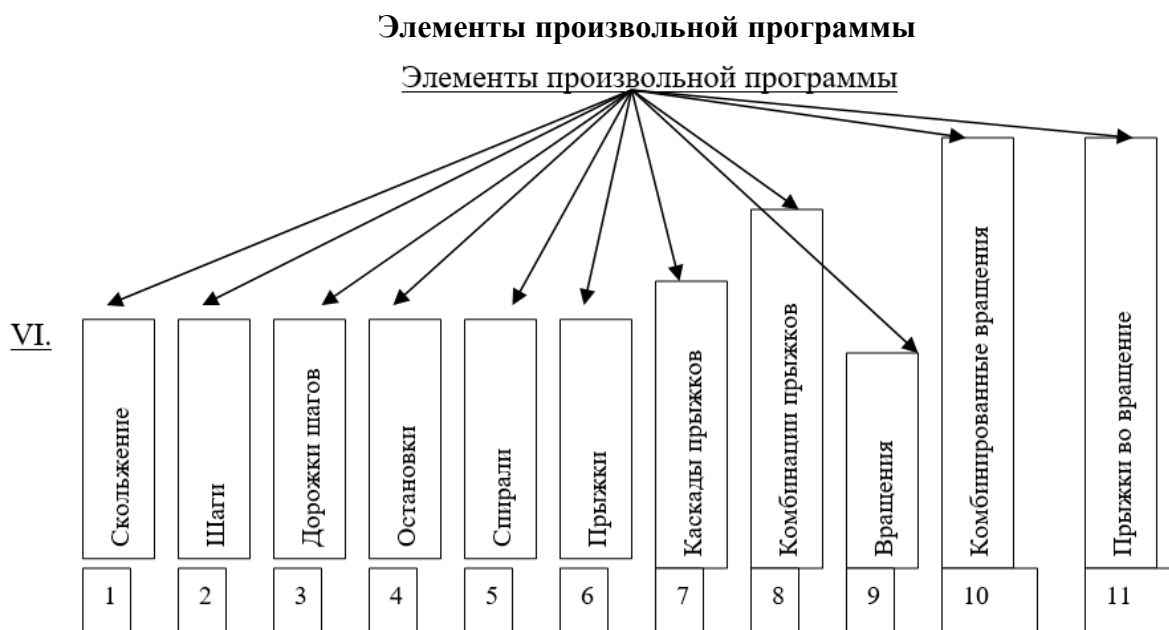 Элементы произвольной программы
Элементы произвольной программы
VI.
Скольжение
Шаги
Дорожки шагов
Остановки
Спирали
Прыжки
Каскады прыжков
Комбинации прыжков
Вращения
Комбинированные вращения
Прыжки во вращение
1
2
3
4
5
6
7
8
9
10
11